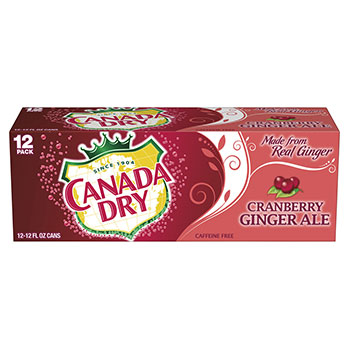 12
PACK
SINCE 1904
CANADA
DRY
12-12 FL OZ CANS
Made from
Real Ginger
CRANBERRY
GINGER ALE
CAFFEINE FREE